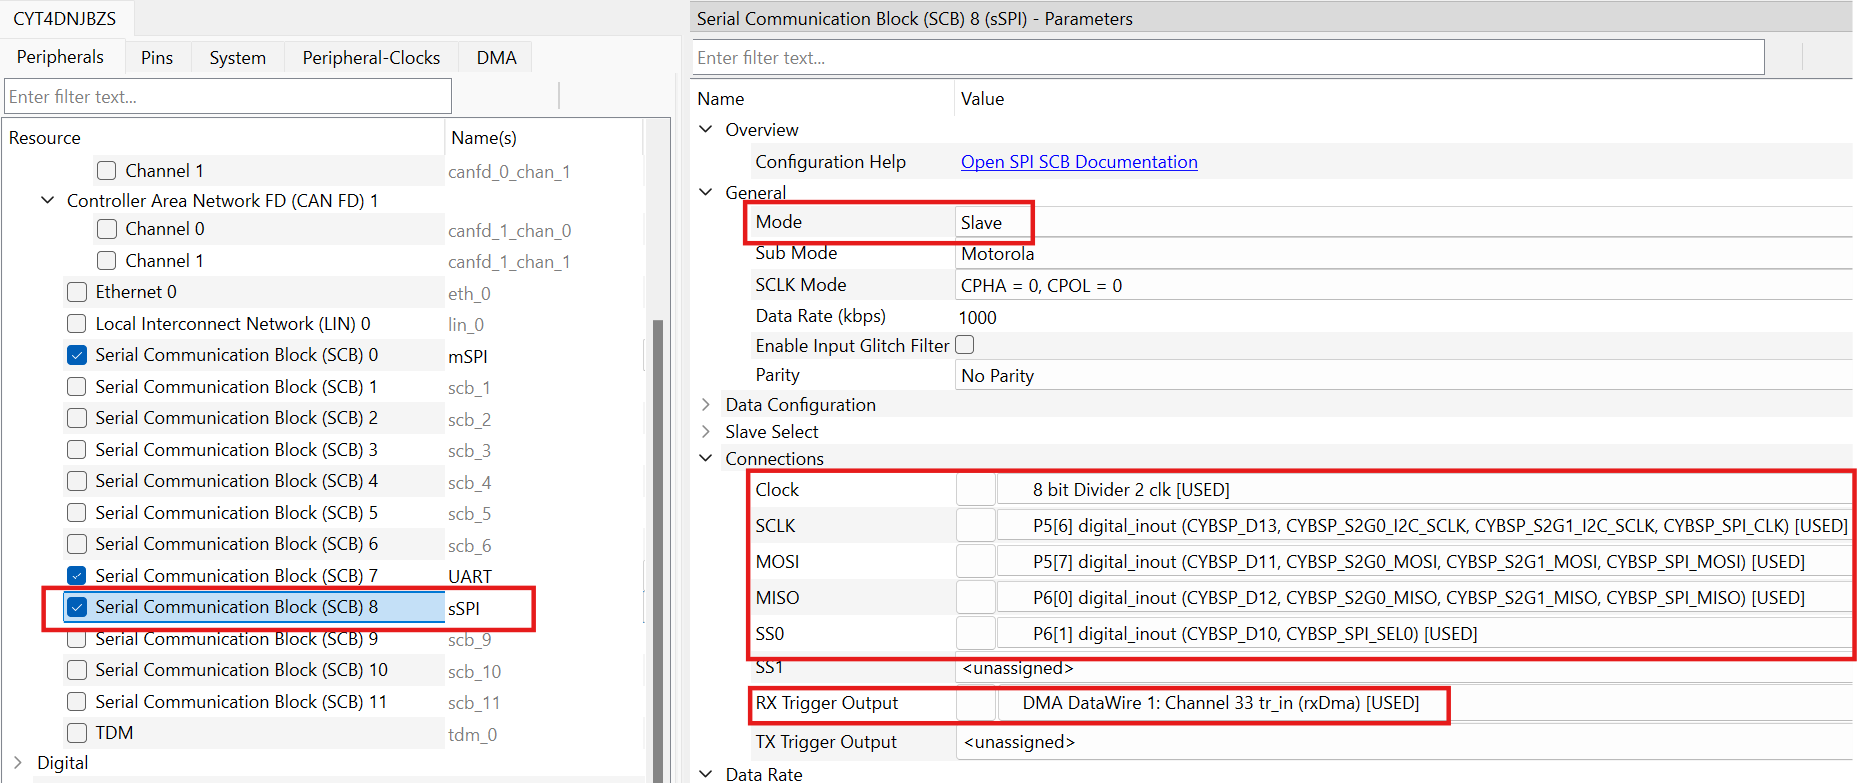 CYT4DNJBZS
Peripherals Pins System Peripheral-Clocks DMA
Enter filter text...
Resource Name(s)
Channel 1 canfd_0_chan_1
Controller Area Network FD (CAN FD) 1
Channel 0 canfd_1_chan_0
Channel 1 canfd_1_chan_1
Ethernet 0 eth_0
Local Interconnect Network (LIN) 0 lin_0
Serial Communication Block (SCB) 0 mSPI
Serial Communication Block (SCB) 1 scb_1
Serial Communication Block (SCB) 2 scb_2
Serial Communication Block (SCB) 3 scb_3
Serial Communication Block (SCB) 4 scb_4
Serial Communication Block (SCB) 5 scb_5
Serial Communication Block (SCB) 6 scb_6
Serial Communication Block (SCB) 7 UART
Serial Communication Block (SCB) 8 sSPI
Serial Communication Block (SCB) 9 scb_9
Serial Communication Block (SCB) 10 scb_10
Serial Communication Block (SCB) 11 scb_11
TDM tdm_0
Digital
Serial Communication Block (SCB) 8 (sSPI) - Parameters
Enter filter text...
Name Value
Overview
Configuration Help Open SPI SCB Documentation
General
Mode Slave
Sub Mode Motorola
SCLK Mode CPHA = 0, CPOL = 0
Data Rate (kbps) 1000
Enable Input Glitch Filter
Parity No Parity
Data Configuration
Slave Select
Connections
Clock 8 bit Divider 2 clk [USED]
SCLK P5[6] digital_inout (CYBSP_D13, CYBSP_S2G0_I2C_SCLK, CYBSP_S2G1_I2C_SCLK, CYBSP_SPI_CLK) [USED]
MOSI P5[7] digital_inout (CYBSP_D11, CYBSP_S2G0_MOSI, CYBSP_S2G1_MOSI, CYBSP_SPI_MOSI) [USED]
MISO P6[0] digital_inout (CYBSP_D12, CYBSP_S2G0_MISO, CYBSP_S2G1_MISO, CYBSP_SPI_MISO) [USED]
SS0 P6[1] digital_inout (CYBSP_D10, CYBSP_SPI_SEL0) [USED]
SS1 <unassigned>
RX Trigger Output DMA DataWire 1: Channel 33 tr_in (rxDma) [USED]
TX Trigger Output <unassigned>
Data Rate